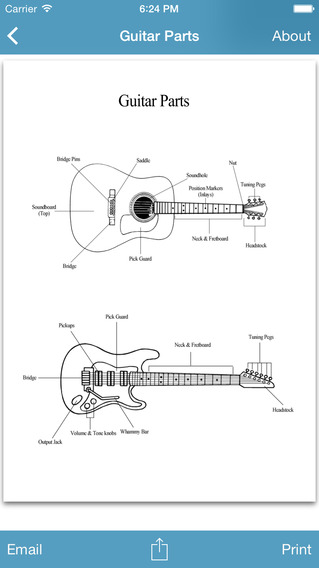 Carrier 6:24 PM
Guitar Parts About
Guitar Parts
Bridge Pins
Saddle
Soundhole
Nut
Position Markers
(Inlays)
Tuning Pegs
Soundboard
(Top)
Neck & Fretboard
Headstock
Pick Guard
Bridge
Pick Guard
Pickups
Neck & Fretboard
Tuning Pegs
Bridge
Headstock
Volume & Tone knobs
Whammy Bar
Output Jack
Email Print